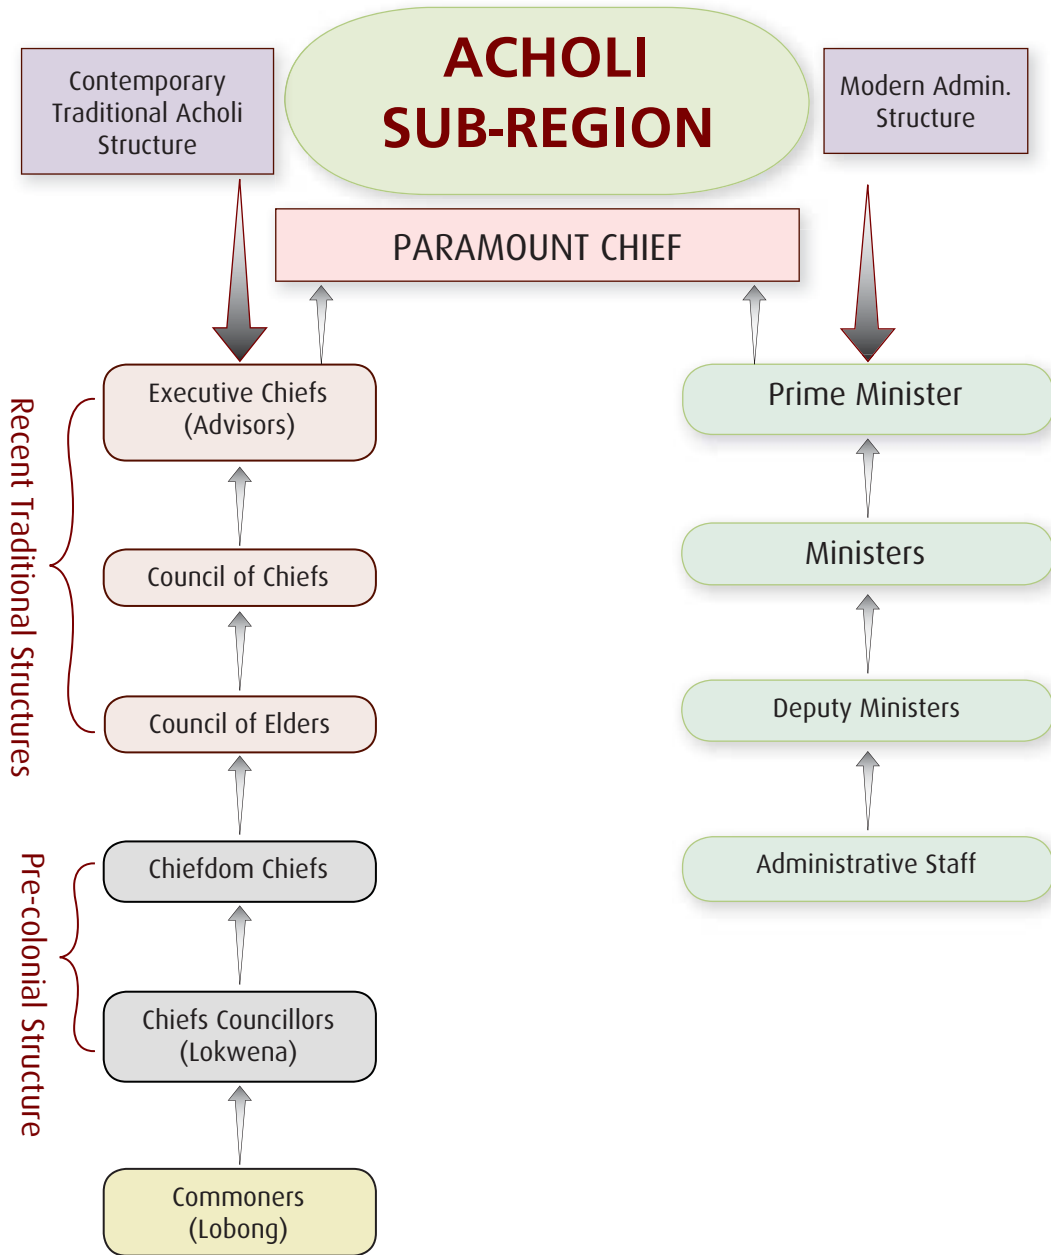 ACHOLI
SUB-REGION
Contemporary
Traditional Acholi
Structure
Modern Admin.
Structure
PARAMOUNT CHIEF
Recent Traditional Structures
Executive Chiefs
(Advisors)
Council of Chiefs
Council of Elders
Pre-colonial Structure
Chiefdom Chiefs
Chiefs Councillors
(Lokwena)
Commoners
(Lobong)
Prime Minister
Ministers
Deputy Ministers
Administrative Staff